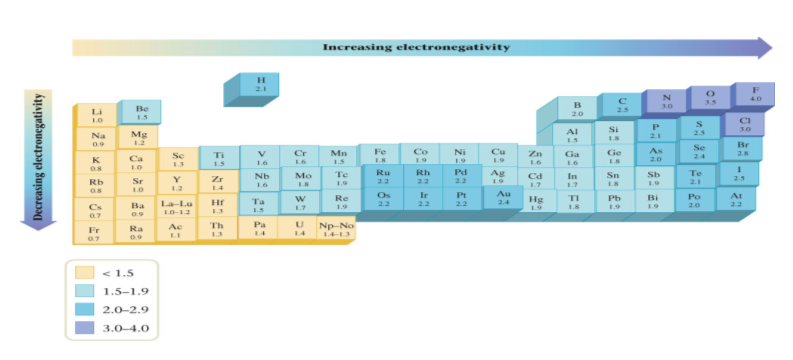 Increasing electronegativity
Decreasing electronegativity
H
2.1
Li Be B C N O F
1.0 1.5 2.0 2.5 3.0 3.5 4.0
Na Mg Al Si P S Cl
0.9 1.2 1.5 1.8 2.1 2.5 3.0
K Ca Sc Ti V Cr Mn Fe Co Ni Cu Zn Ga Ge As Se Br
0.8 1.0 1.3 1.5 1.6 1.6 1.5 1.8 1.9 1.9 1.9 1.6 1.6 1.8 2.0 2.4 2.8
Rb Sr Y Zr Nb Mo Tc Ru Rh Pd Ag Cd In Sn Sb Te I
0.8 1.0 1.2 1.4 1.6 1.8 1.9 2.2 2.2 2.2 1.9 1.7 1.7 1.8 1.9 2.1 2.5
Cs Ba La–Lu Hf Ta W Re Os Ir Pt Au Hg Tl Pb Bi Po At
0.7 0.9 1.0–1.2 1.3 1.5 1.7 1.9 2.2 2.2 2.2 2.4 1.9 1.8 1.9 1.9 2.0 2.2
Fr Ra Ac Th Pa U Np–No
0.7 0.9 1.1 1.3 1.4 1.4 1.4–1.3
< 1.5
1.5–1.9
2.0–2.9
3.0–4.0